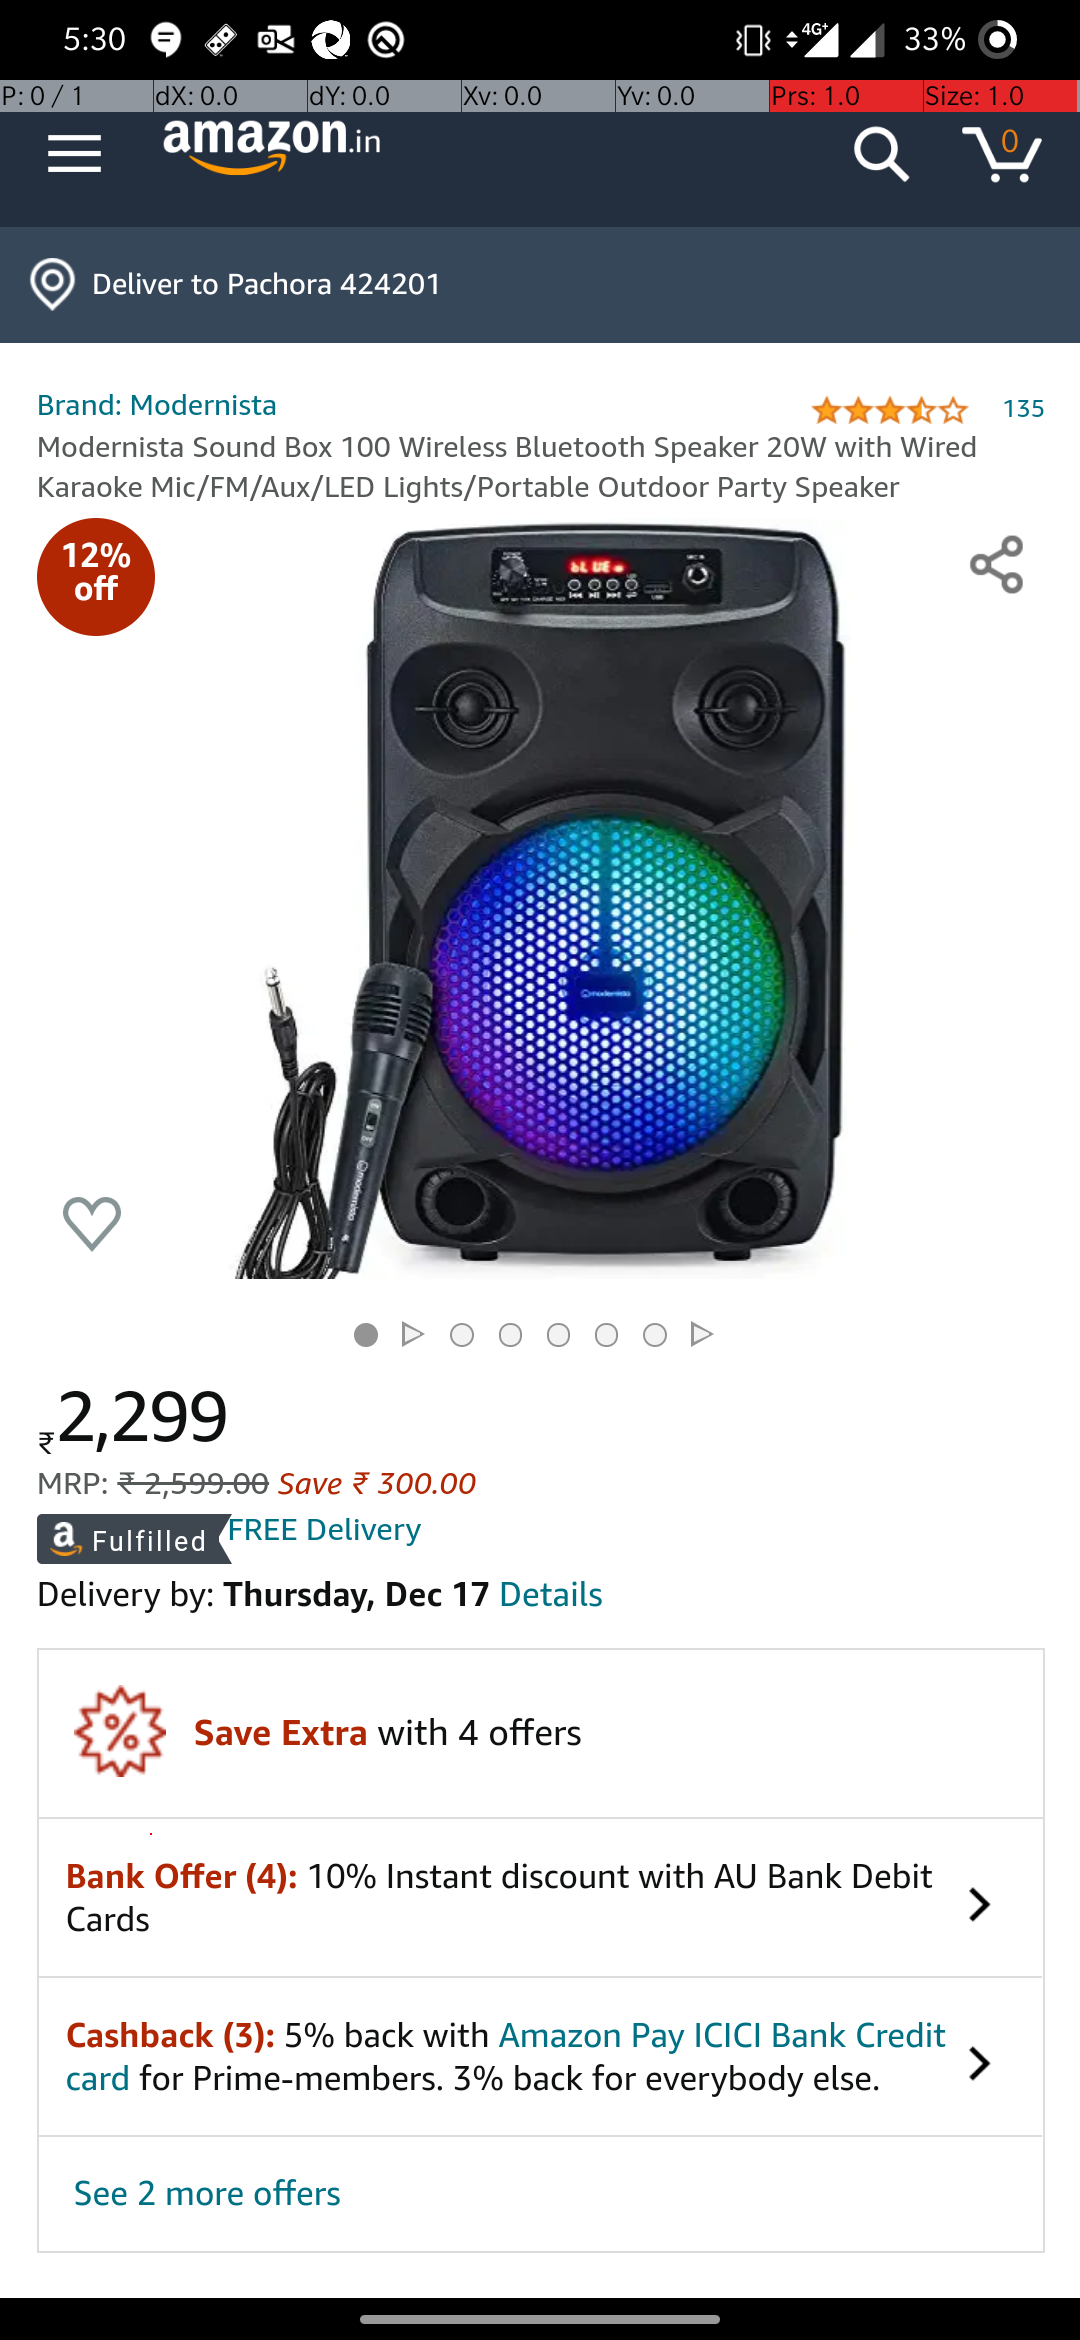 5:30
4G+
33%
P: 0 / 1
dX: 0.0
dY: 0.0
Xv: 0.0
Yv: 0.0
Prs: 1.0
Size: 1.0
amazon.in
0
Deliver to Pachora 424201
Brand: Modernista
135
Modernista Sound Box 100 Wireless Bluetooth Speaker 20W with Wired
Karaoke Mic/FM/Aux/LED Lights/Portable Outdoor Party Speaker
12%
off
bL UE
modernista
modernista
₹2,299
MRP: ₹ 2,599.00 Save ₹ 300.00
a Fulfilled FREE Delivery
Delivery by: Thursday, Dec 17 Details
Save Extra with 4 offers
Bank Offer (4): 10% Instant discount with AU Bank Debit
Cards
Cashback (3): 5% back with Amazon Pay ICICI Bank Credit
card for Prime-members. 3% back for everybody else.
See 2 more offers